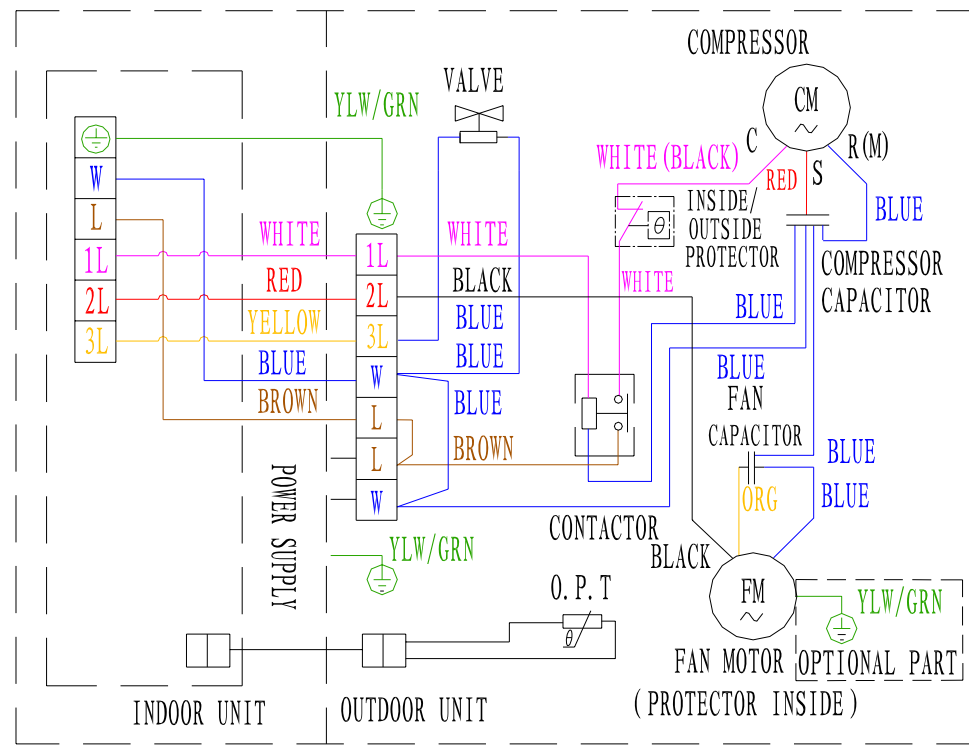 COMPRESSOR
VALVE
CM
YLW/GRN
C
R(M)
WHITE(BLACK)
RED
S
W
L
INSIDE/
OUTSIDE
PROTECTOR
θ
BLUE
WHITE
WHITE
1L
1L
COMPRESSOR
CAPACITOR
WHITE
RED
BLACK
2L
2L
BLUE
YELLOW
BLUE
3L
3L
BLUE
BLUE
BLUE
W
BROWN
BLUE
FAN
CAPACITOR
L
BROWN
L
BLUE
W
ORG
BLUE
POWER SUPPLY
CONTACTOR
BLACK
YLW/GRN
O.P.T
θ
FM
YLW/GRN
FAN MOTOR
OPTIONAL PART
(PROTECTOR INSIDE)
INDOOR UNIT
OUTDOOR UNIT